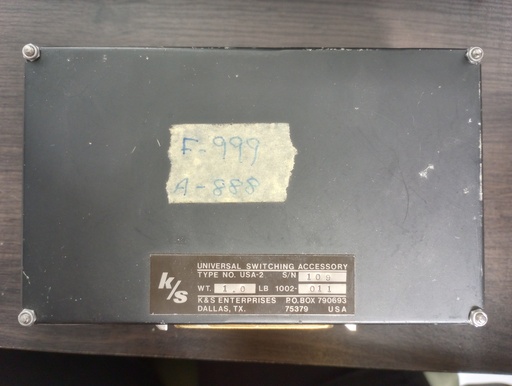 F-999
A-888
k/s
UNIVERSAL SWITCHING ACCESSORY
TYPE NO. USA-2 S/N 100
WT. 1.0 LB 1002- 011
K&S ENTERPRISES P.O. BOX 790693
DALLAS, TX. 75379 USA